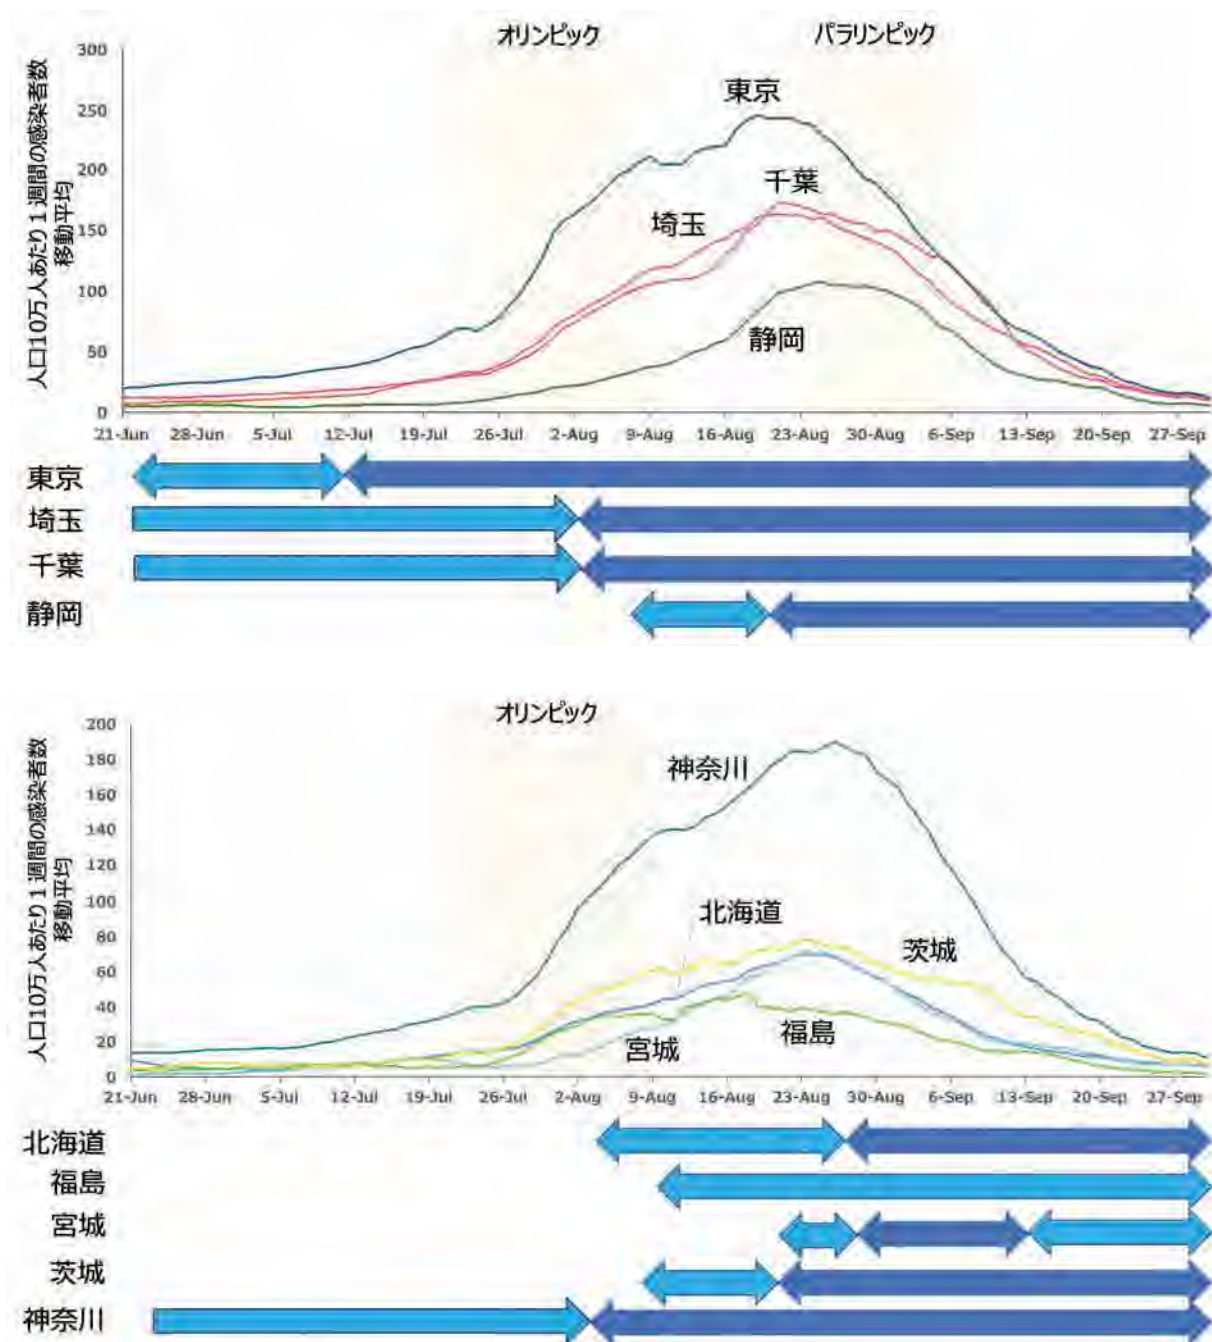 オリンピック パラリンピック
人口10万人あたり1週間の感染者数
移動平均
300
250
200
150
100
50
0
東京
千葉
埼玉
静岡
21-Jun 28-Jun 5-Jul 12-Jul 19-Jul 26-Jul 2-Aug 9-Aug 16-Aug 23-Aug 30-Aug 6-Sep 13-Sep 20-Sep 27-Sep
東京
埼玉
千葉
静岡
オリンピック
人口10万人あたり1週間の感染者数
移動平均
200
180
160
140
120
100
80
60
40
20
0
神奈川
北海道
茨城
宮城
福島
21-Jun 28-Jun 5-Jul 12-Jul 19-Jul 26-Jul 2-Aug 9-Aug 16-Aug 23-Aug 30-Aug 6-Sep 13-Sep 20-Sep 27-Sep
北海道
福島
宮城
茨城
神奈川